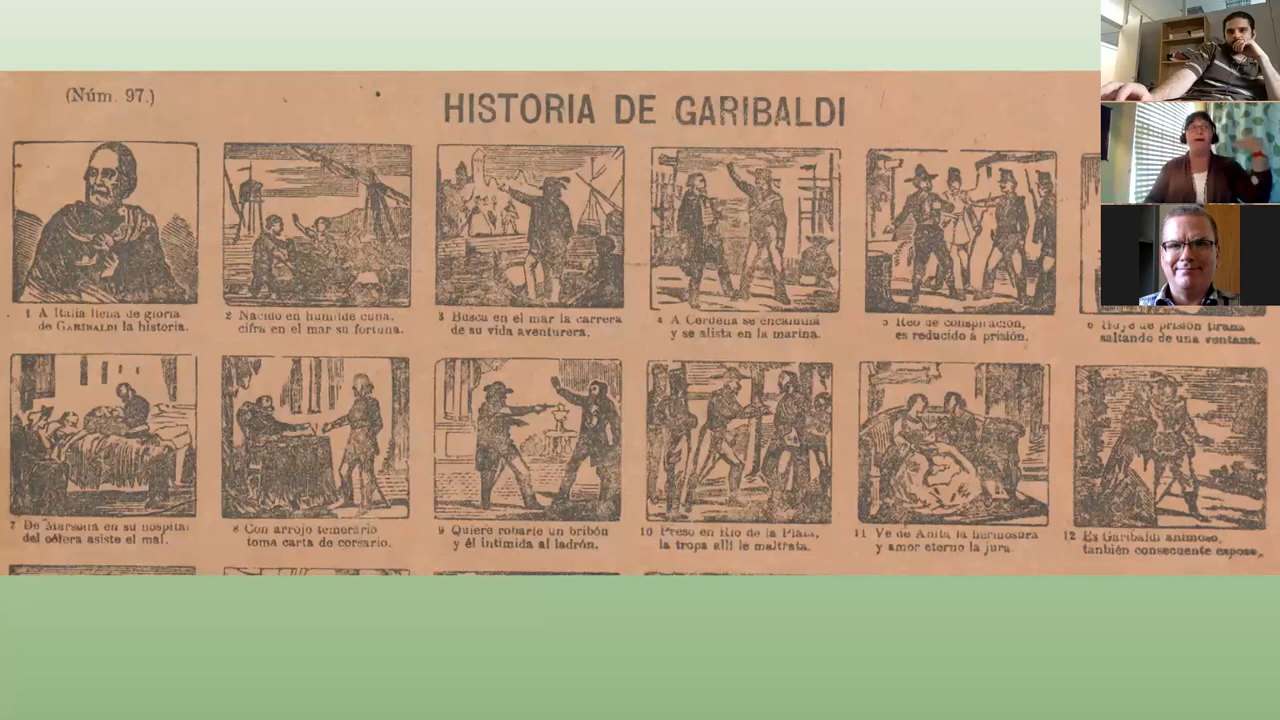 (Núm. 97.)
HISTORIA DE GARIBALDI
1 A Italia llena de gloria
de GARIBALDI la historia.
2 Nacido en humilde cuna,
cifra en el mar su fortuna.
3 Busca en el mar la carrera
de su vida aventurera.
4 A Cerdeña se encamina
y se alista en la marina.
5 Reo de conspiración,
es reducido á prisión.
6 Huye de prisión tirana
saltando de una ventana.
7 De Marsella en su hospital
del cólera asiste el mal.
8 Con arrojo temerario
toma carta de corsario.
9 Quiere robarle un bribón
y él intimida al ladrón.
10 Preso en Río de la Plata,
la tropa allí le maltrata.
11 Ve de Anita la hermosura
y amor eterno la jura.
12 Es Garibaldi animoso,
también consecuente esposo.